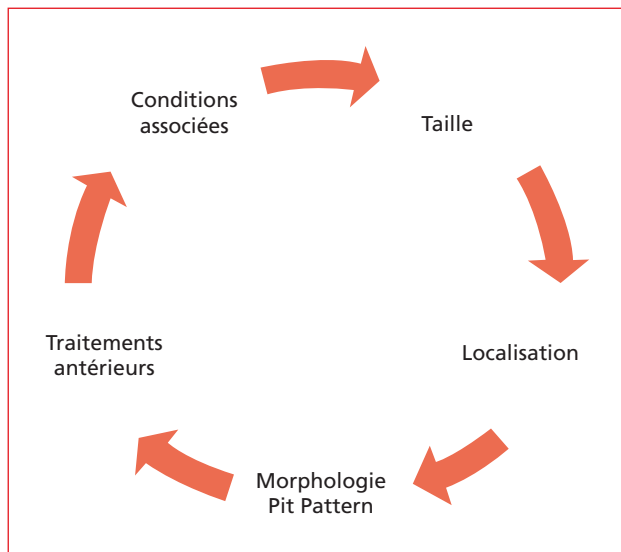 Conditions
associées
Taille
Localisation
Morphologie
Pit Pattern
Traitements
antérieurs